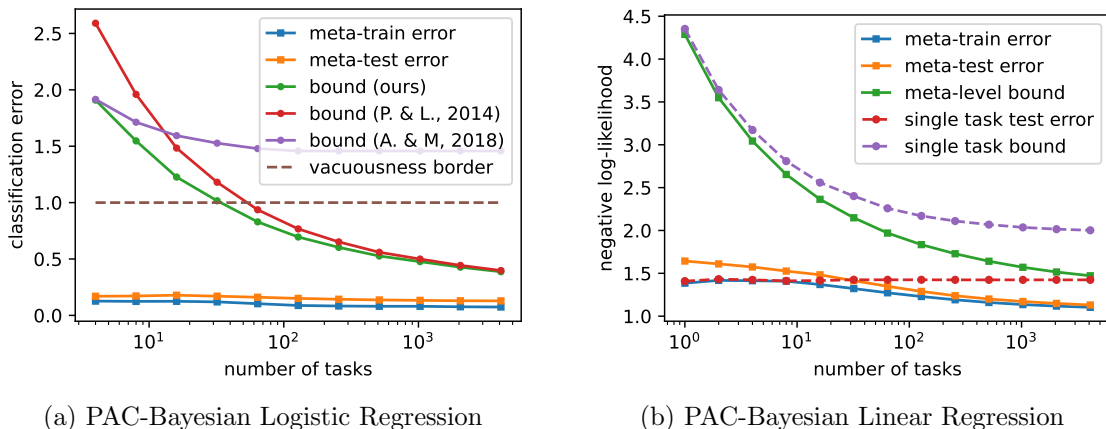 2.5
2.0
1.5
1.0
0.5
0.0
classification error
meta-train error
meta-test error
bound (ours)
bound (P. & L., 2014)
bound (A. & M, 2018)
vacuousness border
10¹ 10² 10³
number of tasks
(a) PAC-Bayesian Logistic Regression
4.5
4.0
3.5
3.0
2.5
2.0
1.5
1.0
negative log-likelihood
meta-train error
meta-test error
meta-level bound
single task test error
single task bound
10⁰ 10¹ 10² 10³
number of tasks
(b) PAC-Bayesian Linear Regression